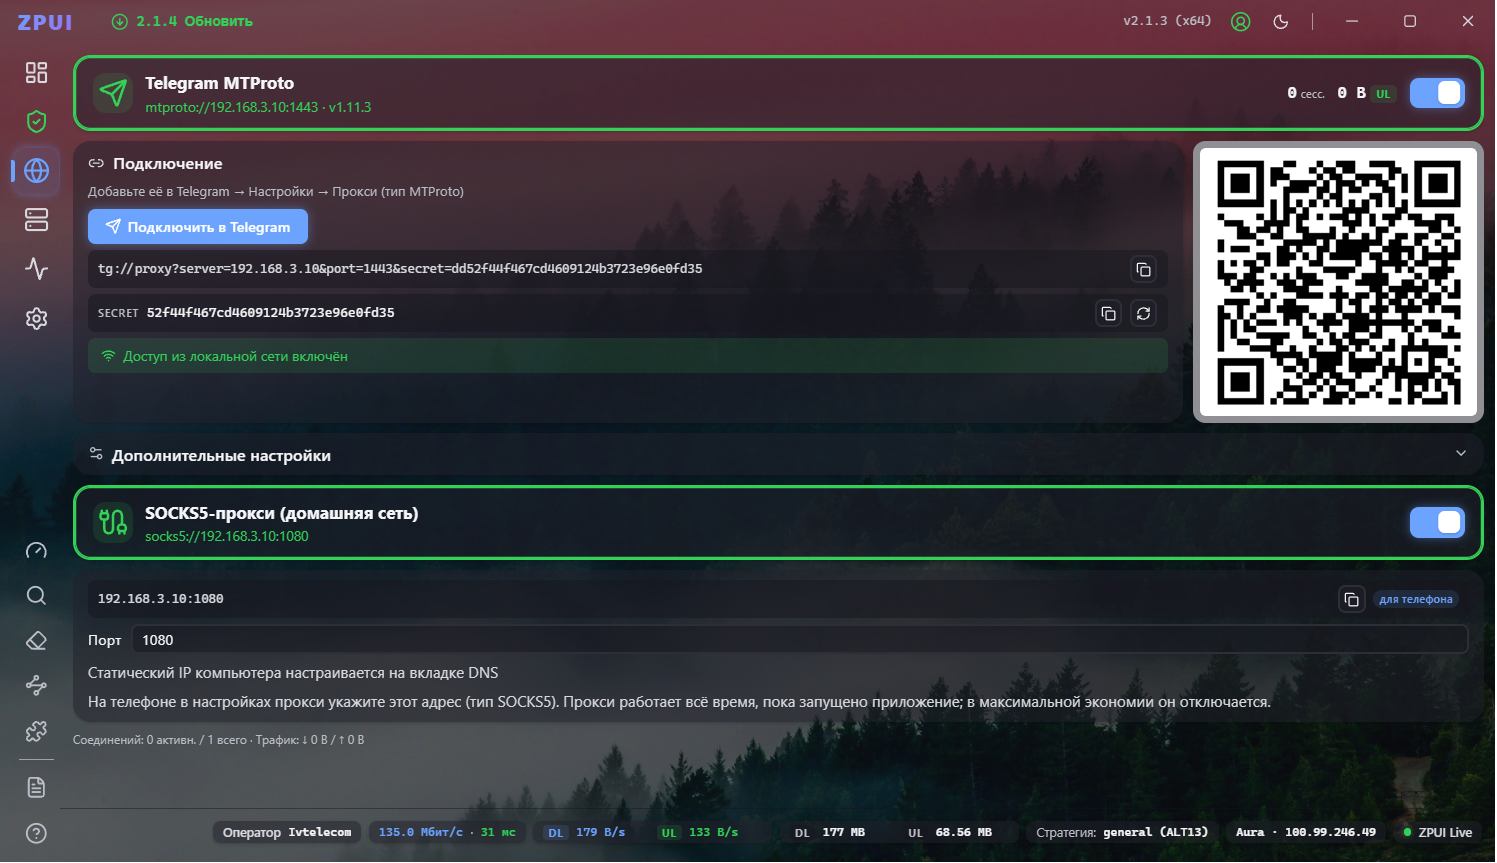 ZPUI
2.1.4 Обновить
v2.1.3 (x64)
Telegram MTProto
mtproto://192.168.3.10:1443 · v1.11.3
0 сесс. 0 B UL
Подключение
Добавьте её в Telegram → Настройки → Прокси (тип MTProto)
Подключить в Telegram
tg://proxy?server=192.168.3.10&port=1443&secret=dd52f44f467cd4609124b3723e96e0fd35
SECRET 52f44f467cd4609124b3723e96e0fd35
Доступ из локальной сети включён
Дополнительные настройки
SOCKS5-прокси (домашняя сеть)
socks5://192.168.3.10:1080
192.168.3.10:1080
для телефона
Порт 1080
Статический IP компьютера настраивается на вкладке DNS
На телефоне в настройках прокси укажите этот адрес (тип SOCKS5). Прокси работает всё время, пока запущено приложение; в максимальной экономии он отключается.
Соединений: 0 активн. / 1 всего · Трафик: ↓ 0 B / ↑ 0 B
Оператор Ivtelecom 135.0 Мбит/с · 31 мс DL 179 B/s UL 133 B/s DL 177 MB UL 68.56 MB Стратегия: general (ALT13) Aura · 100.99.246.49 ZPUI Live